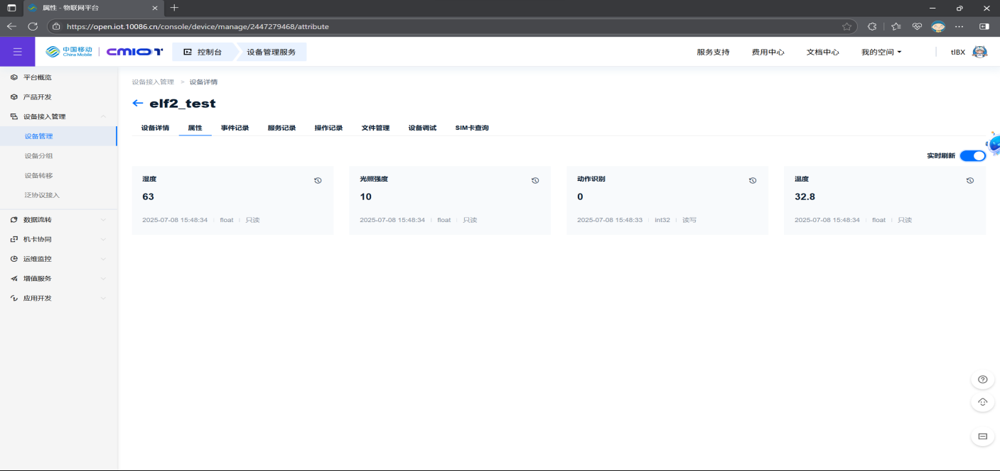 属性 - 物联网平台
https://open.iot.10086.cn/console/device/manage/2447279468/attribute
中国移动
China Mobile
CMIOT
控制台
设备管理服务
服务支持
费用中心
文档中心
我的空间
tIBX
平台概览
产品开发
设备接入管理
设备管理
设备分组
设备转移
泛协议接入
数据流转
机卡协同
运维监控
增值服务
应用开发
设备接入管理 > 设备详情
elf2_test
设备详情 属性 事件记录 服务记录 操作记录 文件管理 设备调试 SIM卡查询
实时刷新
湿度
63
2025-07-08 15:48:34 float 只读
光照强度
10
2025-07-08 15:48:34 float 只读
动作识别
0
2025-07-08 15:48:33 int32 读写
温度
32.8
2025-07-08 15:48:34 float 只读